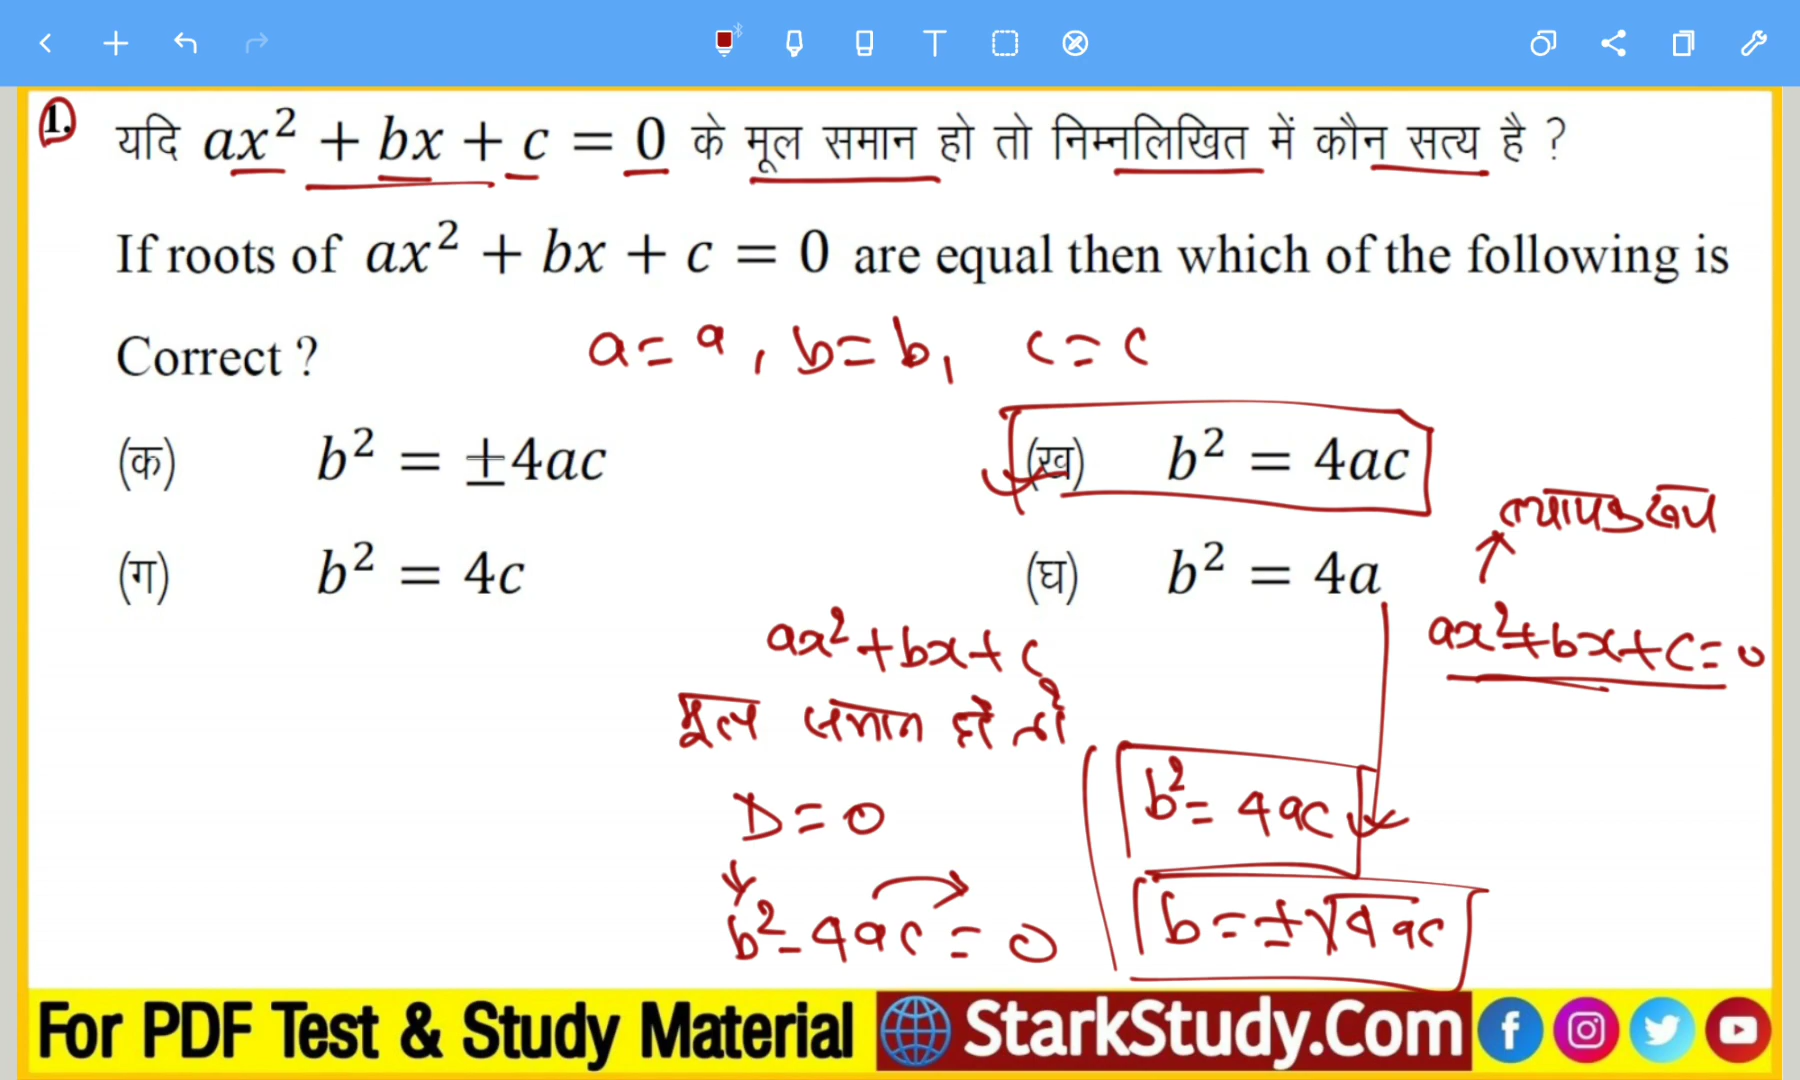 1. यदि ax² + bx + c = 0 के मूल समान हो तो निम्नलिखित में कौन सत्य है ?
If roots of ax² + bx + c = 0 are equal then which of the following is
Correct ?
a = a , b = b, c = c
(क) b² = ±4ac (ख) b² = 4ac
(ग) b² = 4c (घ) b² = 4a
व्यापक रूप
ax² + bx + c = 0
ax² + bx + c
मूल समान हो तो
D = 0
b² - 4ac = 0
b² = 4ac
b = ±√4ac
For PDF Test & Study Material StarkStudy.Com